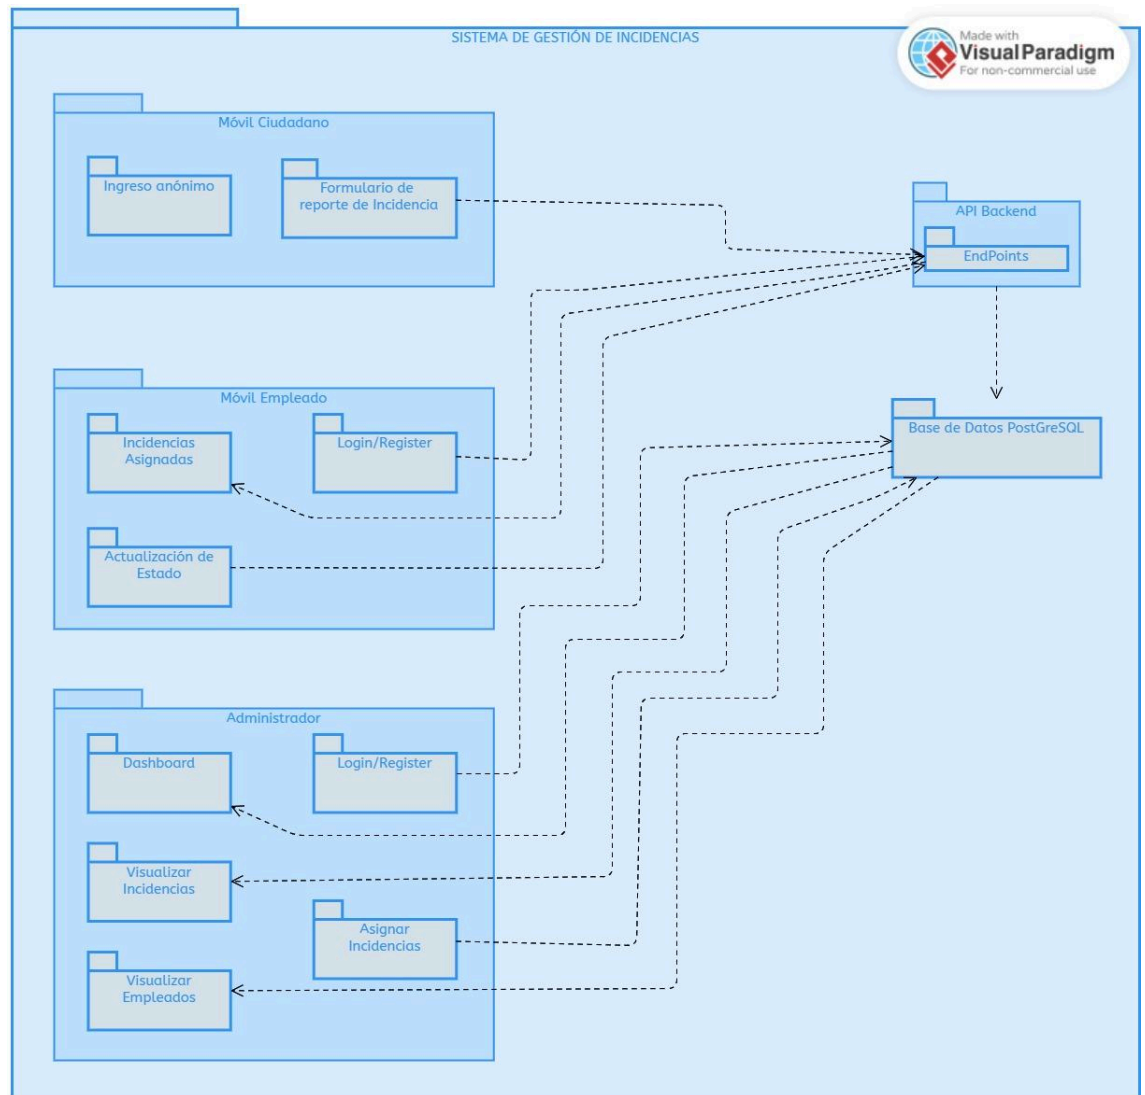 SISTEMA DE GESTIÓN DE INCIDENCIAS
Made with
Visual Paradigm
For non-commercial use
Móvil Ciudadano
Ingreso anónimo
Formulario de
reporte de Incidencia
API Backend
EndPoints
Móvil Empleado
Incidencias
Asignadas
Login/Register
Actualización de
Estado
Base de Datos PostGreSQL
Administrador
Dashboard
Login/Register
Visualizar
Incidencias
Asignar
Incidencias
Visualizar
Empleados